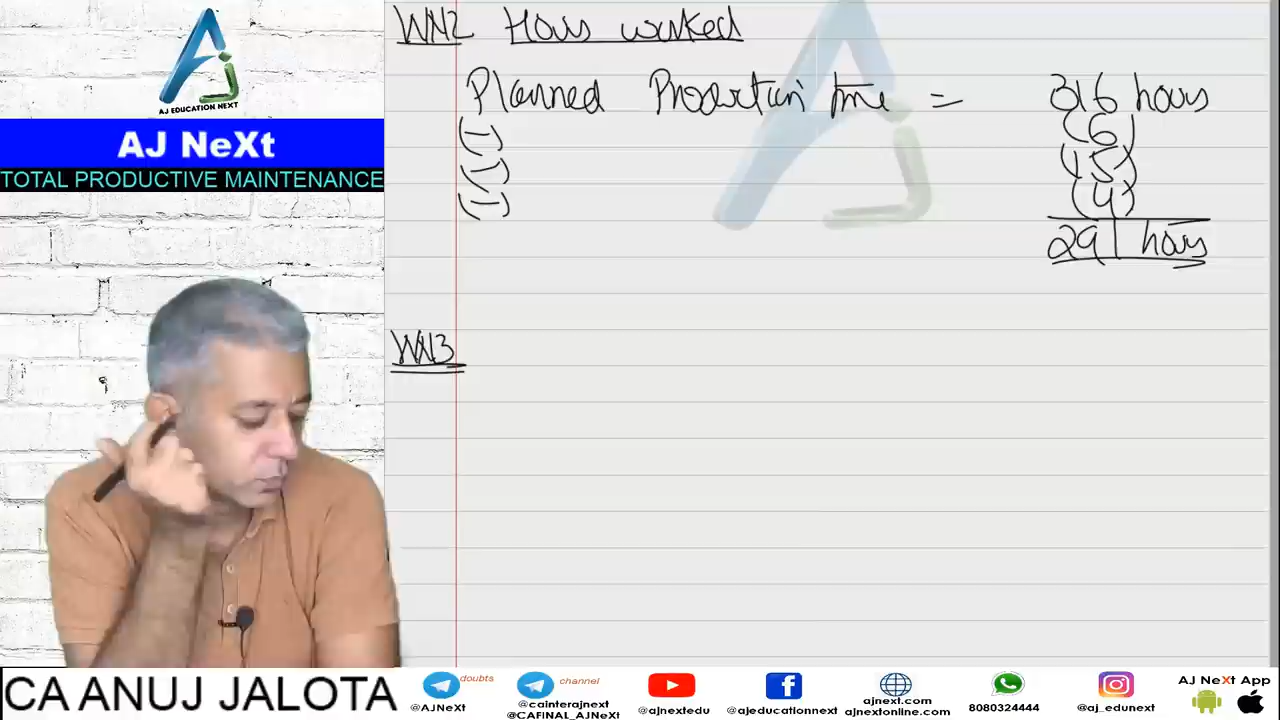 AJ EDUCATION NEXT
AJ NeXt
TOTAL PRODUCTIVE MAINTENANCE
WN2 Hours worked
Planned Production time = 316 hours
(-) (6)
(-) (15)
(-) (4)
291 hours
WN3
CA ANUJ JALOTA
doubts
@AJNeXt
channel
@cainterajnext
@CAFINAL_AJNeXt
@ajnextedu
@ajeducationnext
ajnext.com
ajnextonline.com
8080324444
@aj_edunext
AJ NeXt App